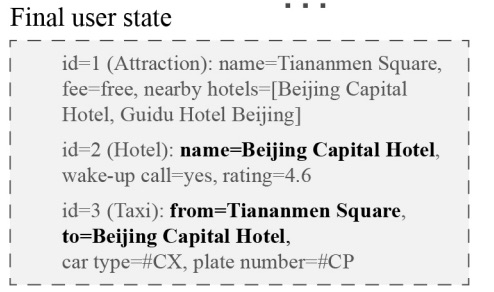 ...
Final user state
id=1 (Attraction): name=Tiananmen Square,
fee=free, nearby hotels=[Beijing Capital
Hotel, Guidu Hotel Beijing]
id=2 (Hotel): name=Beijing Capital Hotel,
wake-up call=yes, rating=4.6
id=3 (Taxi): from=Tiananmen Square,
to=Beijing Capital Hotel,
car type=#CX, plate number=#CP